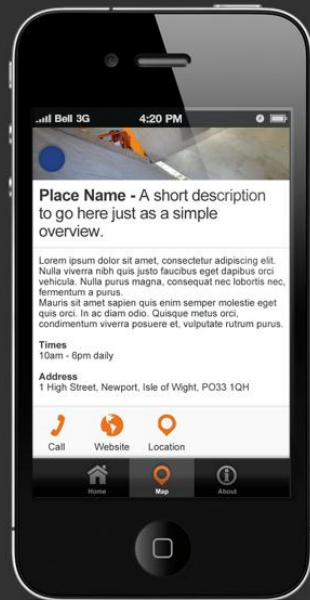 Bell 3G 4:20 PM
Place Name - A short description
to go here just as a simple
overview.
Lorem ipsum dolor sit amet, consectetur adipiscing elit.
Nulla viverra nibh quis justo faucibus eget dapibus orci
vehicula. Nulla purus magna, consequat nec lobortis nec,
fermentum a purus.
Mauris sit amet sapien quis enim semper molestie eget
quis orci. In ac diam odio. Quisque metus orci,
condimentum viverra posuere et, vulputate rutrum purus.
Times
10am - 6pm daily
Address
1 High Street, Newport, Isle of Wight, PO33 1QH
Call Website Location
Home Map About